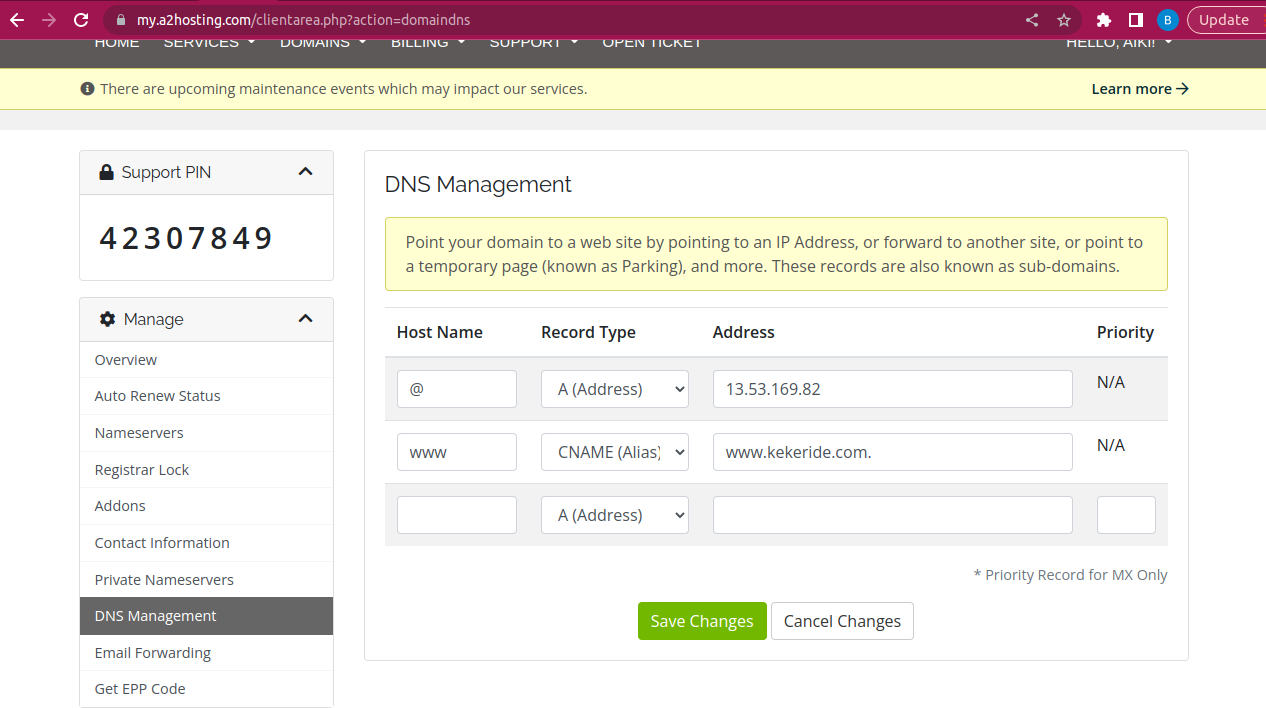 my.a2hosting.com/clientarea.php?action=domaindns
B
Update
HOME SERVICES DOMAINS BILLING SUPPORT OPEN TICKET HELLO, AIKI!
There are upcoming maintenance events which may impact our services.
Learn more
Support PIN
42307849
Manage
Overview
Auto Renew Status
Nameservers
Registrar Lock
Addons
Contact Information
Private Nameservers
DNS Management
Email Forwarding
Get EPP Code
DNS Management
Point your domain to a web site by pointing to an IP Address, or forward to another site, or point to
a temporary page (known as Parking), and more. These records are also known as sub-domains.
Host Name Record Type Address Priority
@ A (Address) 13.53.169.82 N/A
www CNAME (Alias) www.kekeride.com. N/A
A (Address)
* Priority Record for MX Only
Save Changes Cancel Changes